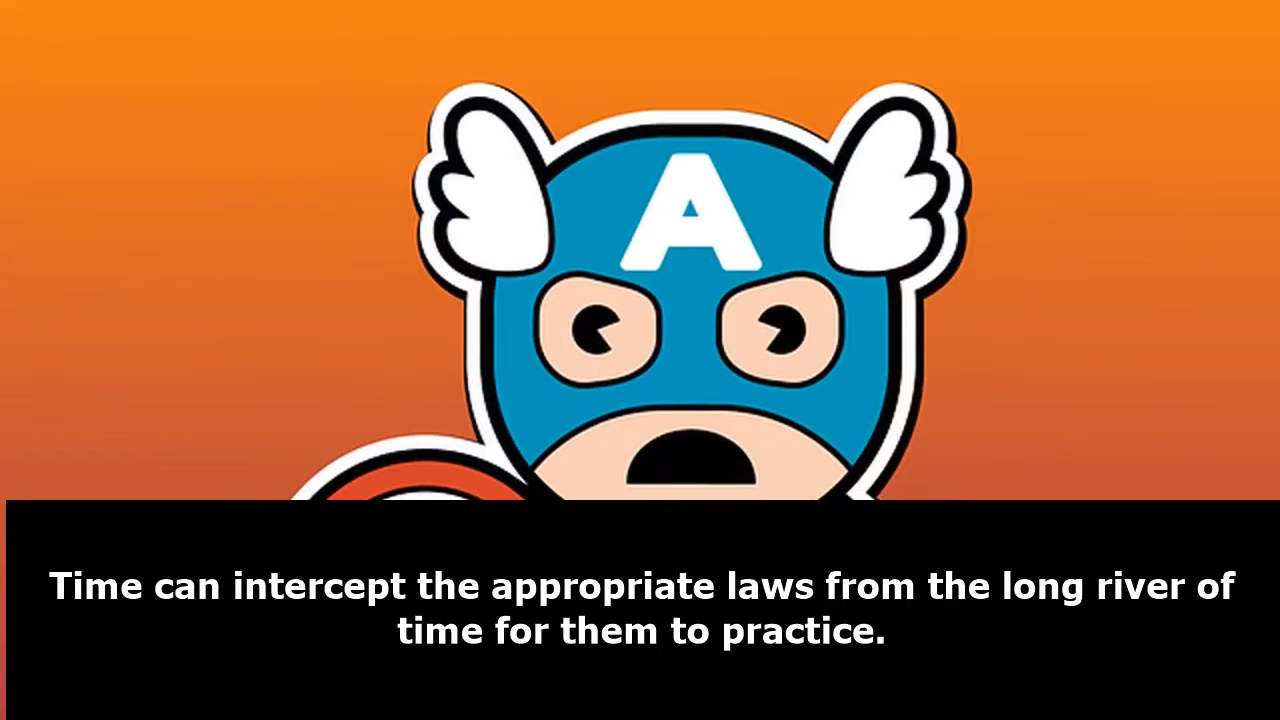 A
Time can intercept the appropriate laws from the long river of
time for them to practice.